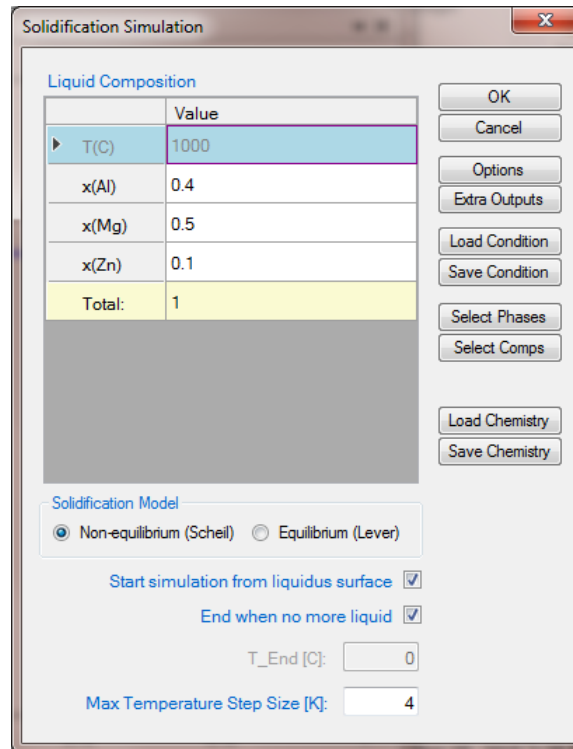 Solidification Simulation
Liquid Composition
Value
T(C) 1000
x(Al) 0.4
x(Mg) 0.5
x(Zn) 0.1
Total: 1
OK
Cancel
Options
Extra Outputs
Load Condition
Save Condition
Select Phases
Select Comps
Load Chemistry
Save Chemistry
Solidification Model
Non-equilibrium (Scheil) Equilibrium (Lever)
Start simulation from liquidus surface
End when no more liquid
T_End [C]: 0
Max Temperature Step Size [K]: 4